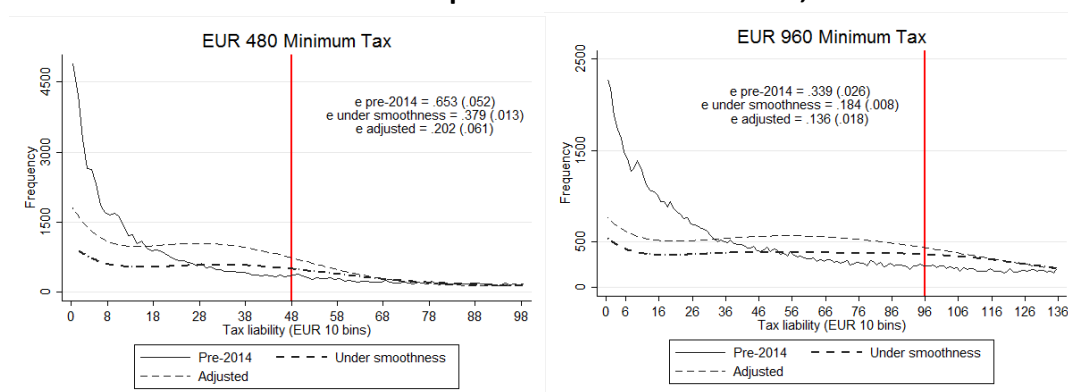 EUR 480 Minimum Tax
e pre-2014 = .653 (.052)
e under smoothness = .379 (.013)
e adjusted = .202 (.061)
Frequency
4500
3000
1500
0
0 8 18 28 38 48 58 68 78 88 98
Tax liability (EUR 10 bins)
Pre-2014
Under smoothness
Adjusted
EUR 960 Minimum Tax
e pre-2014 = .339 (.026)
e under smoothness = .184 (.008)
e adjusted = .136 (.018)
Frequency
2500
1500
500
0
0 6 16 26 36 46 56 66 76 86 96 106 116 126 136
Tax liability (EUR 10 bins)
Pre-2014
Under smoothness
Adjusted